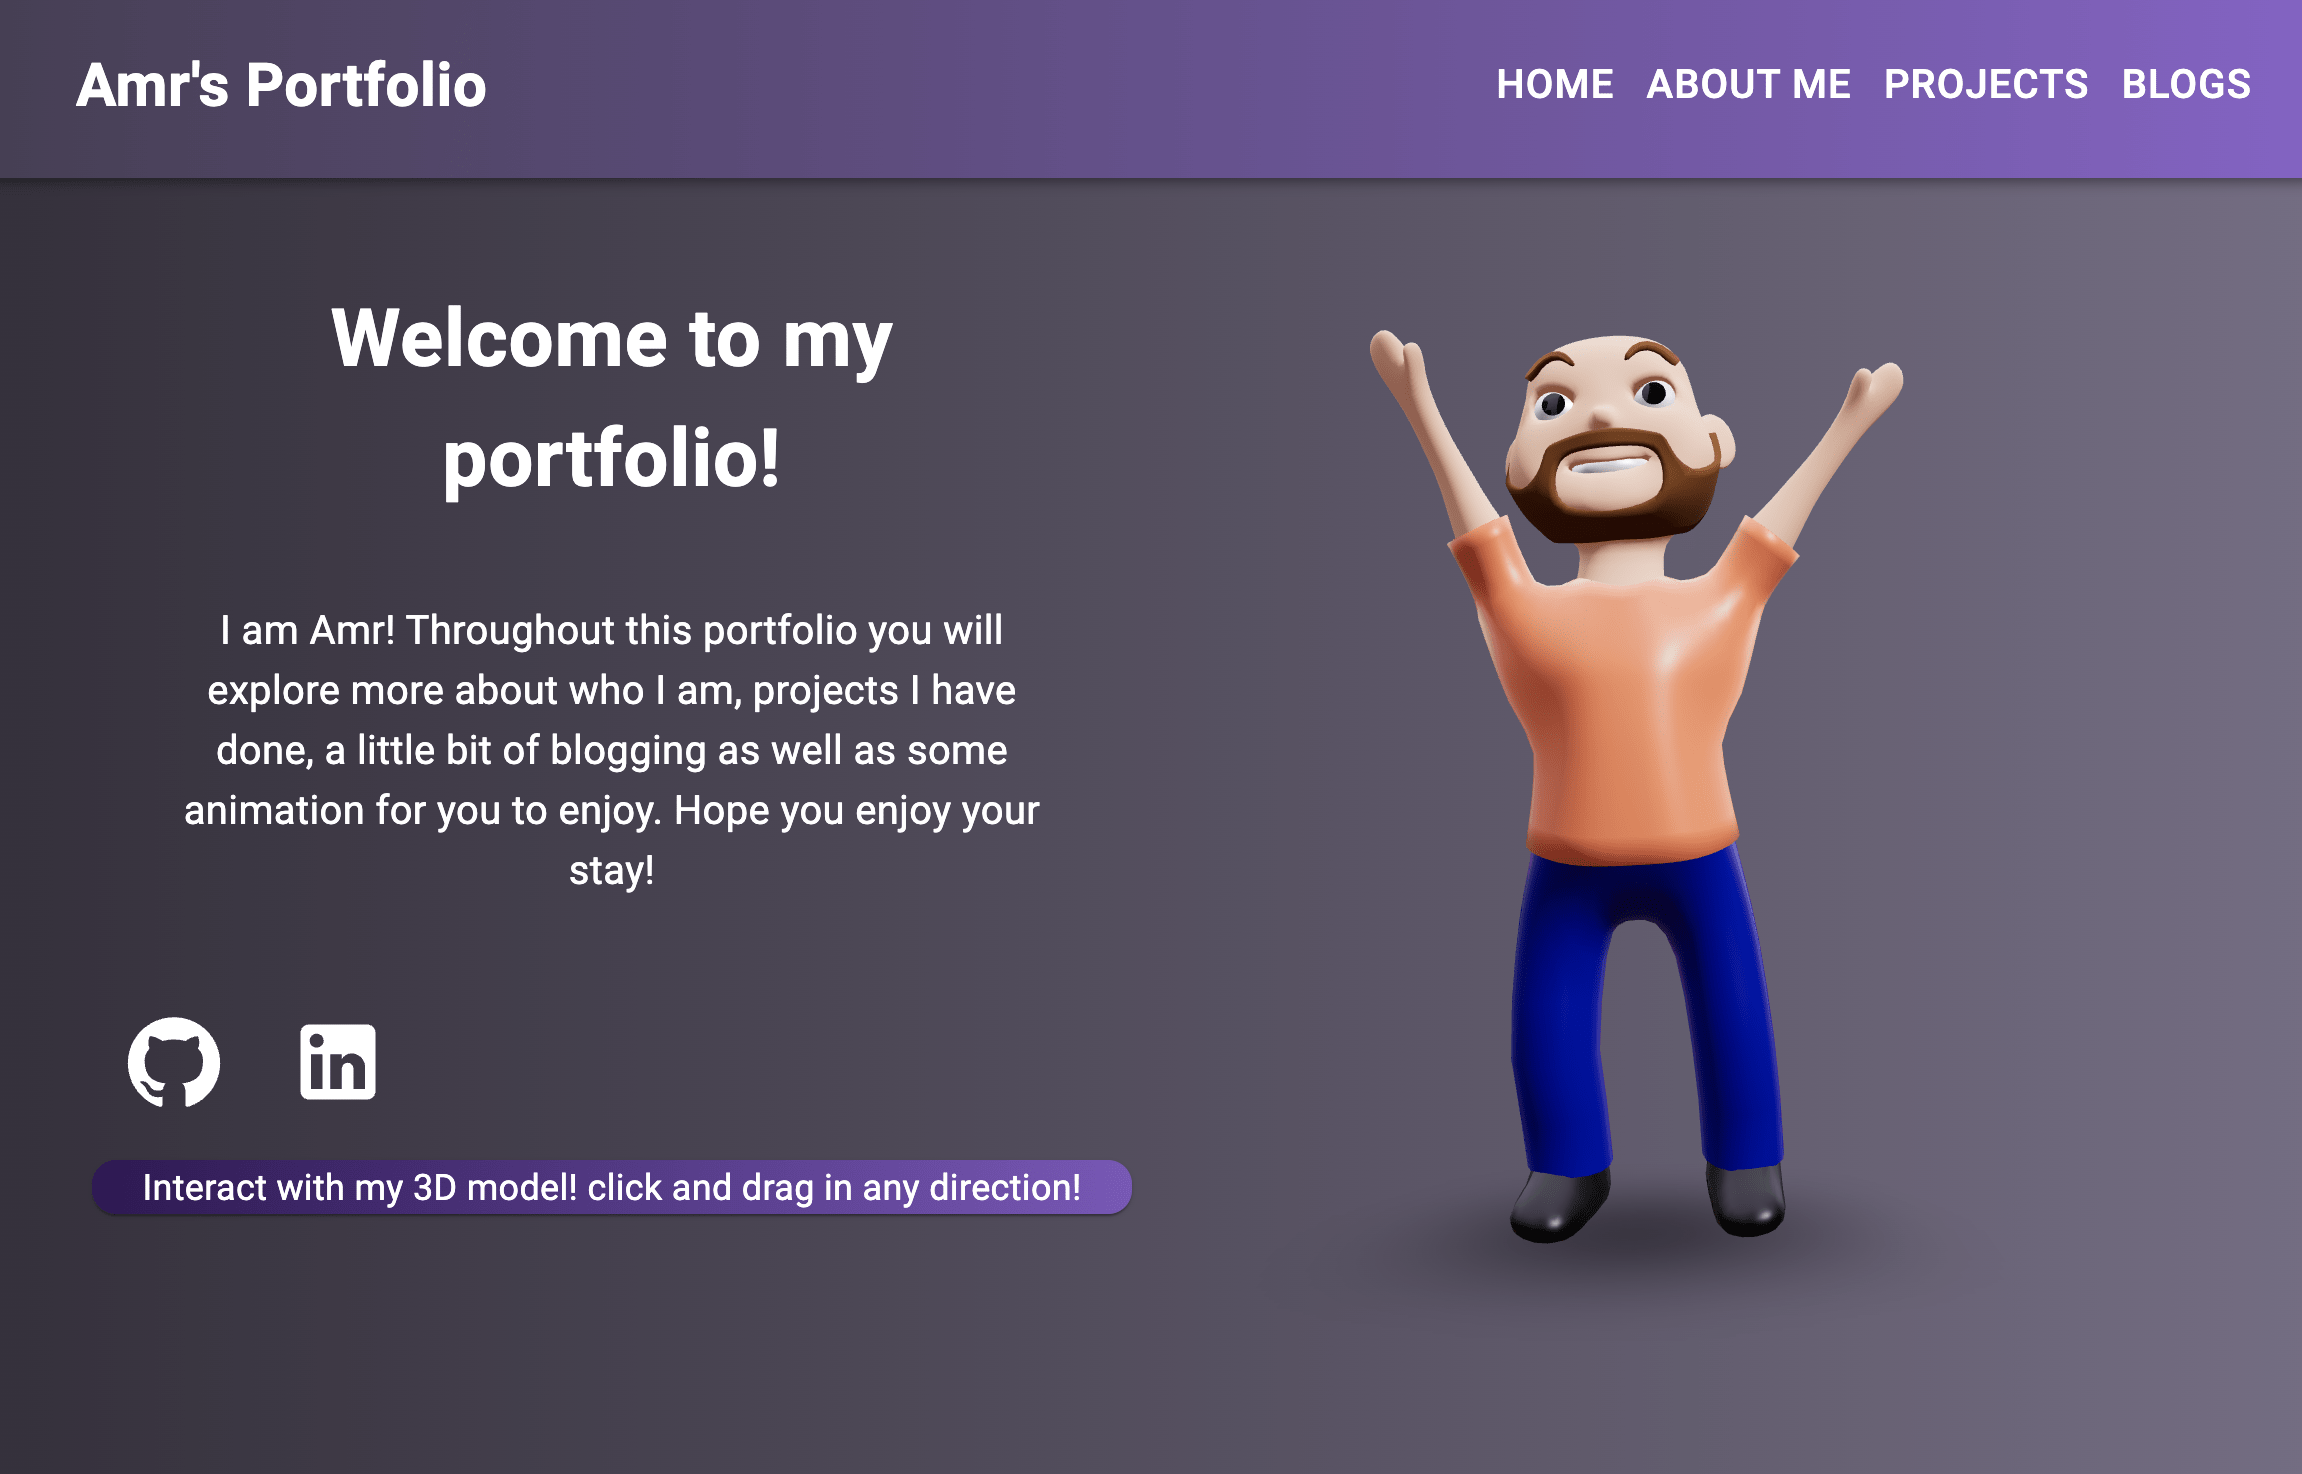 Amr's Portfolio
HOME ABOUT ME PROJECTS BLOGS
Welcome to my
portfolio!
I am Amr! Throughout this portfolio you will
explore more about who I am, projects I have
done, a little bit of blogging as well as some
animation for you to enjoy. Hope you enjoy your
stay!
in
Interact with my 3D model! click and drag in any direction!